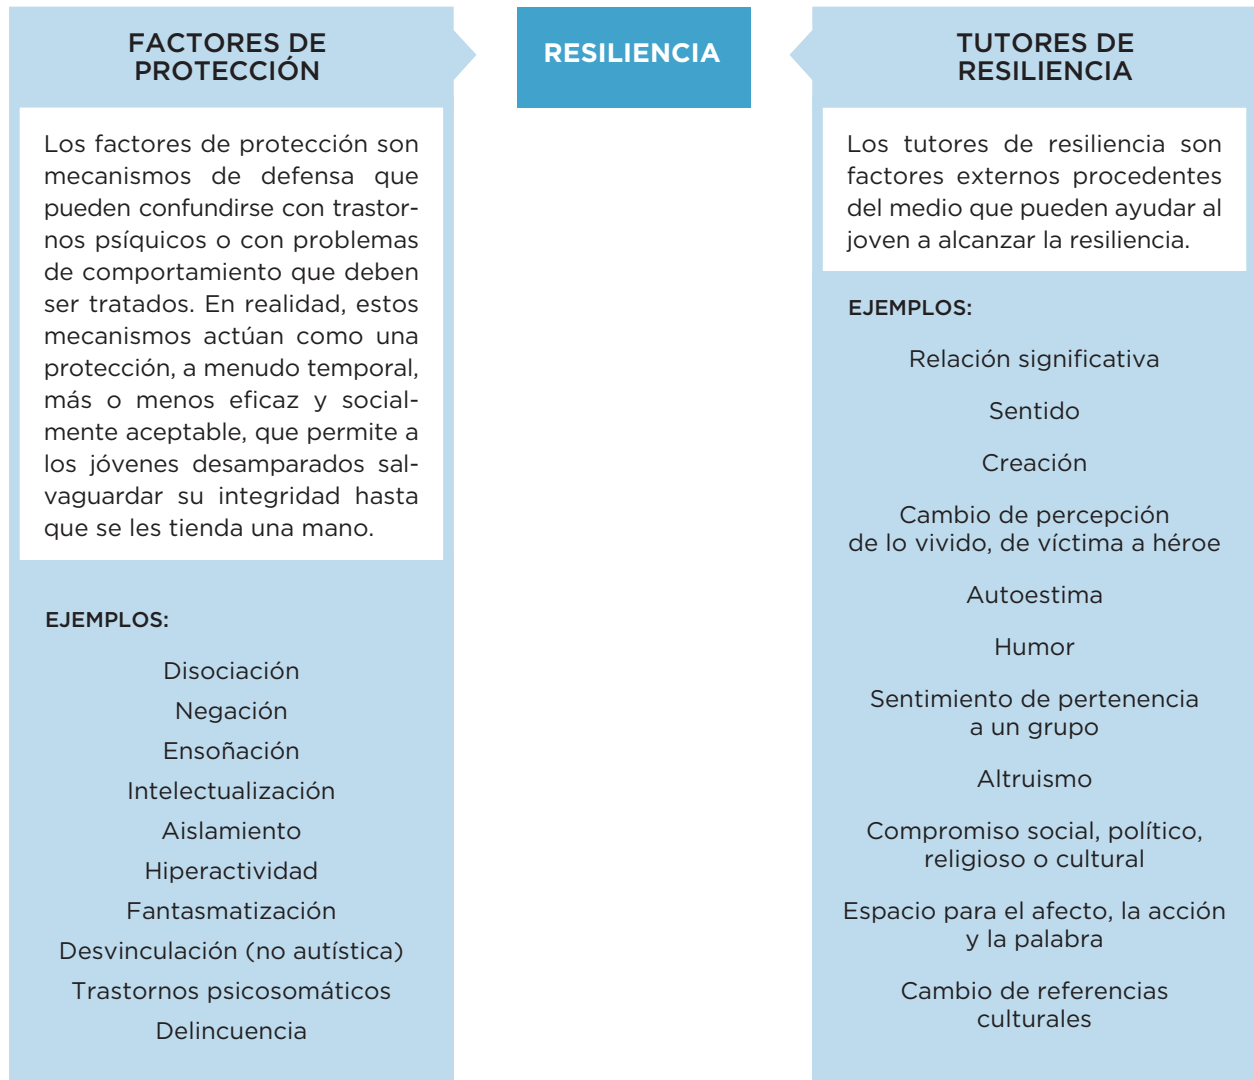 FACTORES DE
PROTECCIÓN
Los factores de protección son
mecanismos de defensa que
pueden confundirse con trastor-
nos psíquicos o con problemas
de comportamiento que deben
ser tratados. En realidad, estos
mecanismos actúan como una
protección, a menudo temporal,
más o menos eficaz y social-
mente aceptable, que permite a
los jóvenes desamparados sal-
vaguardar su integridad hasta
que se les tienda una mano.
EJEMPLOS:
Disociación
Negación
Ensoñación
Intelectualización
Aislamiento
Hiperactividad
Fantasmatización
Desvinculación (no autística)
Trastornos psicosomáticos
Delincuencia
RESILIENCIA
TUTORES DE
RESILIENCIA
Los tutores de resiliencia son
factores externos procedentes
del medio que pueden ayudar al
joven a alcanzar la resiliencia.
EJEMPLOS:
Relación significativa
Sentido
Creación
Cambio de percepción
de lo vivido, de víctima a héroe
Autoestima
Humor
Sentimiento de pertenencia
a un grupo
Altruismo
Compromiso social, político,
religioso o cultural
Espacio para el afecto, la acción
y la palabra
Cambio de referencias
culturales